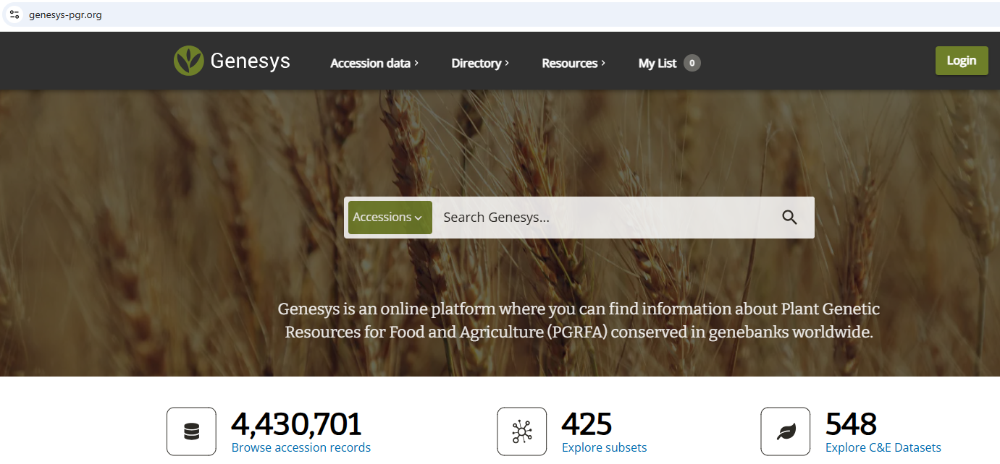 genesys-pgr.org
Genesys
Accession data ›
Directory ›
Resources ›
My List 0
Login
Accessions
Search Genesys...
Genesys is an online platform where you can find information about Plant Genetic
Resources for Food and Agriculture (PGRFA) conserved in genebanks worldwide.
4,430,701
Browse accession records
425
Explore subsets
548
Explore C&E Datasets